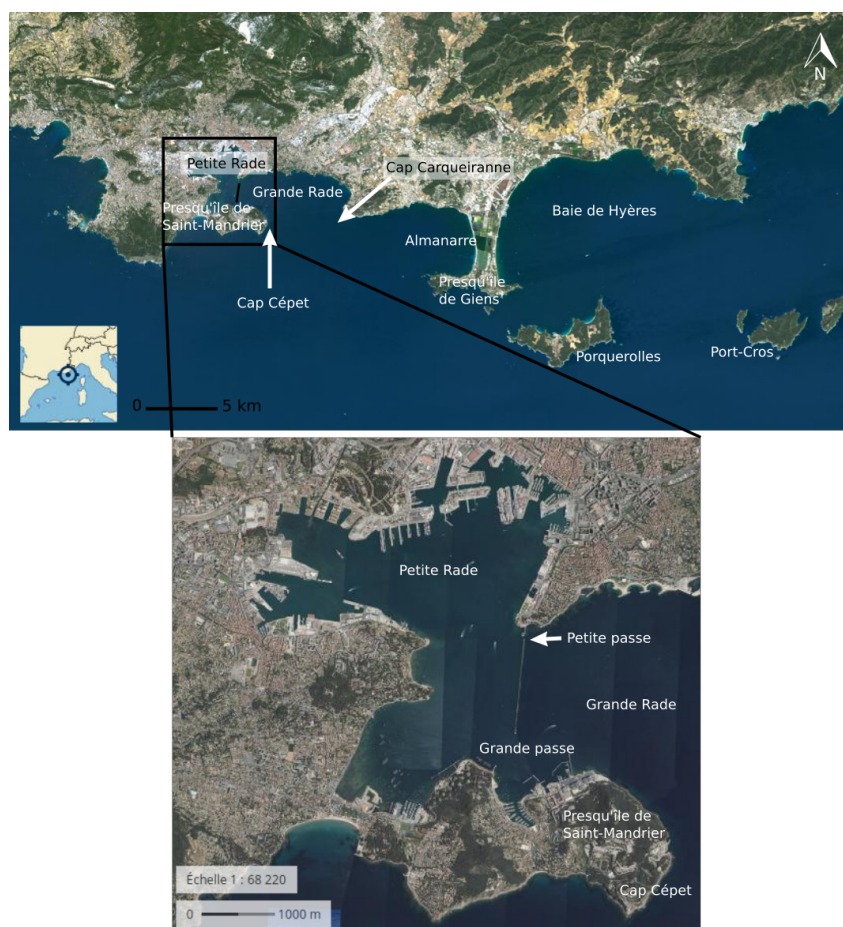 N
Petite Rade
Cap Carqueiranne
Grande Rade
Presqu'île de
Saint-Mandrier
Baie de Hyères
Almanarre
Presqu'île
de Giens
Cap Cépet
Porquerolles
Port-Cros
0 5 km
Petite Rade
Petite passe
Grande Rade
Grande passe
Presqu'île de
Saint-Mandrier
Échelle 1 : 68 220
Cap Cépet
0 1000 m